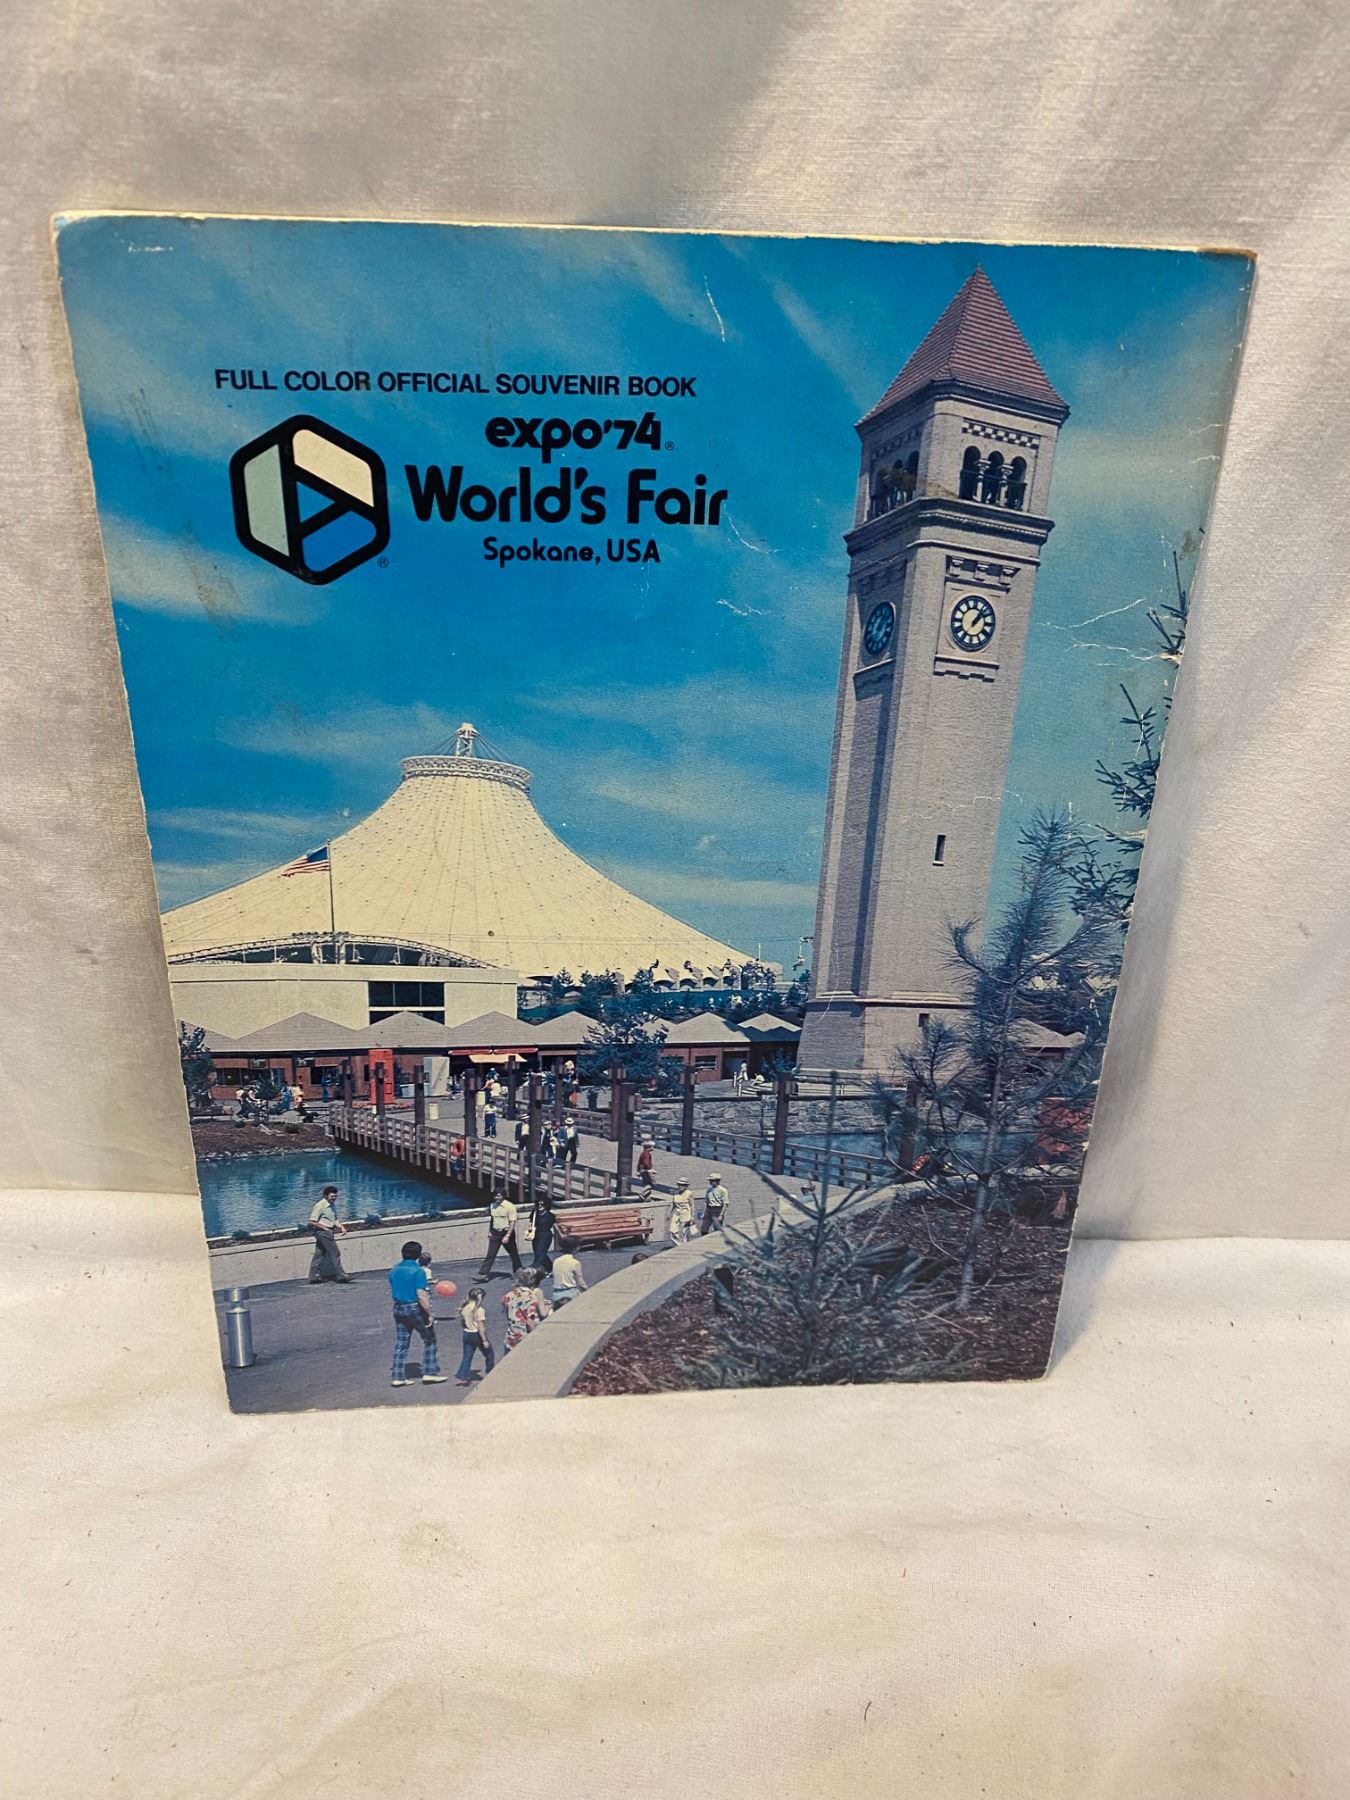 FULL COLOR OFFICIAL SOUVENIR BOOK
expo'74®
World's Fair
Spokane, USA
®